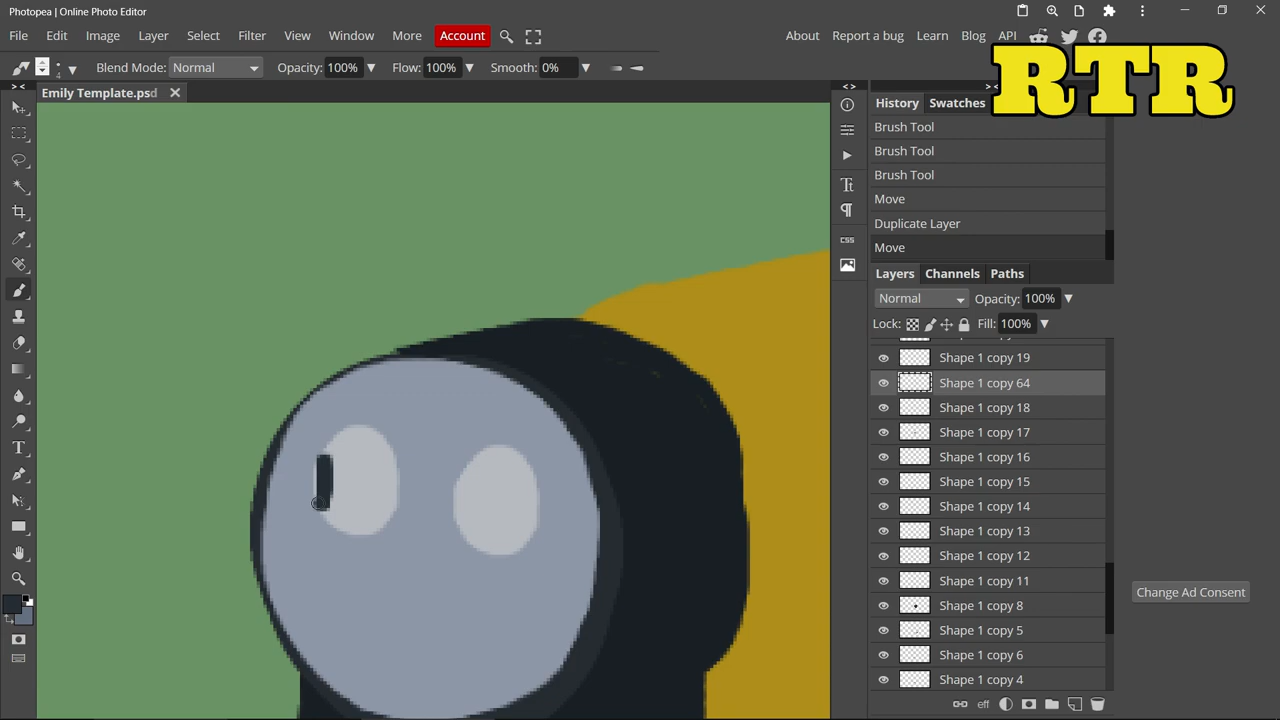 Photopea | Online Photo Editor
File Edit Image Layer Select Filter View Window More Account About Report a bug Learn Blog API
4 Blend Mode: Normal Opacity: 100% Flow: 100% Smooth: 0%
RTR
Emily Template.psd
History Swatches
Brush Tool
Brush Tool
Brush Tool
Move
Duplicate Layer
Move
CSS
Layers Channels Paths
Normal Opacity: 100%
Lock: Fill: 100%
Shape 1 copy 19
Shape 1 copy 64
Shape 1 copy 18
Shape 1 copy 17
Shape 1 copy 16
Shape 1 copy 15
Shape 1 copy 14
Shape 1 copy 13
Shape 1 copy 12
Shape 1 copy 11
Change Ad Consent
Shape 1 copy 8
Shape 1 copy 5
Shape 1 copy 6
Shape 1 copy 4
eff